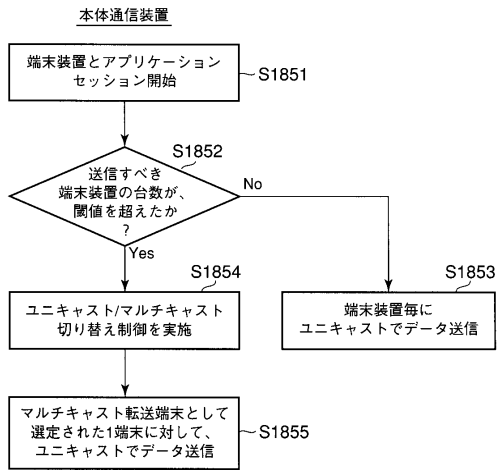 本体通信装置
端末装置とアプリケーション
セッション開始
S1851
S1852
送信すべき
端末装置の台数が、
閾値を超えたか
?
No
Yes
S1854
S1853
ユニキャスト/マルチキャスト
切り替え制御を実施
端末装置毎に
ユニキャストでデータ送信
マルチキャスト転送端末として
選定された1端末に対して、
ユニキャストでデータ送信
S1855